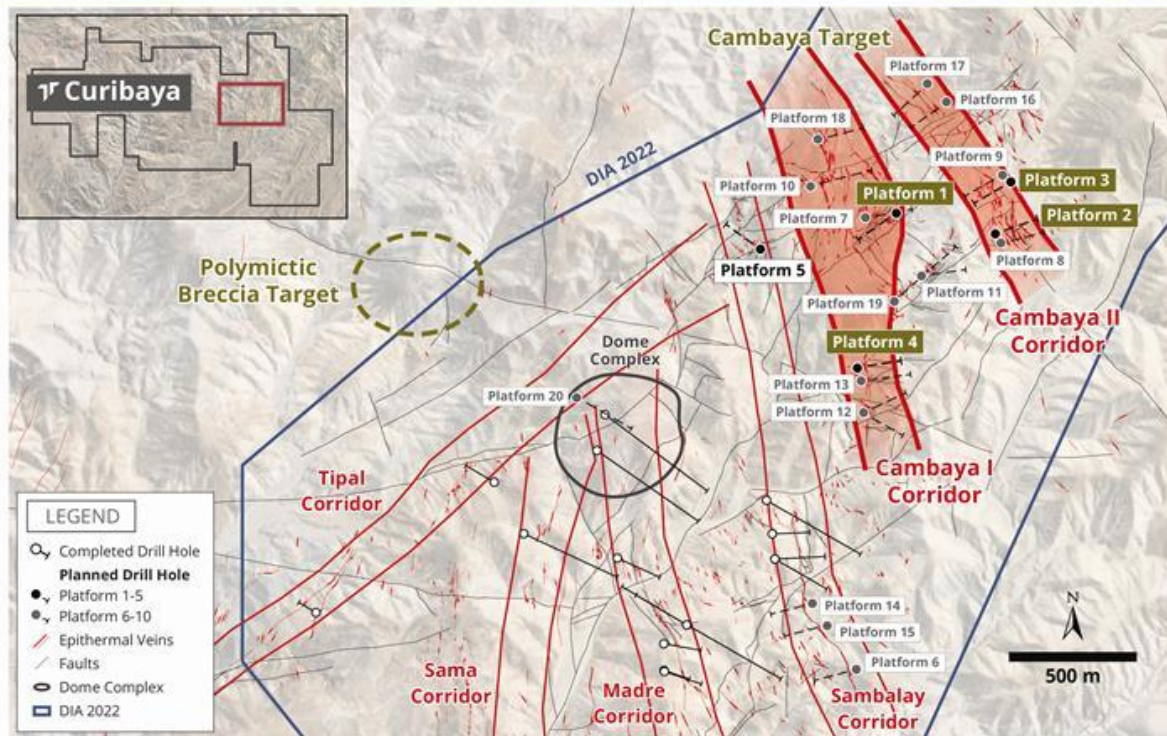 Curibaya
Cambaya Target
Platform 17
Platform 16
Platform 18
DIA 2022
Platform 9
Platform 3
Platform 10
Platform 1
Platform 7
Platform 2
Polymictic
Breccia Target
Platform 5
Platform 8
Platform 11
Platform 19
Cambaya II
Corridor
Platform 4
Dome
Complex
Platform 13
Platform 20
Platform 12
Tipal
Corridor
Cambaya I
Corridor
LEGEND
Completed Drill Hole
Planned Drill Hole
Platform 1-5
Platform 6-10
Epithermal Veins
Faults
Dome Complex
DIA 2022
Platform 14
Platform 15
Platform 6
Sama
Corridor
Madre
Corridor
Sambalay
Corridor
N
500 m